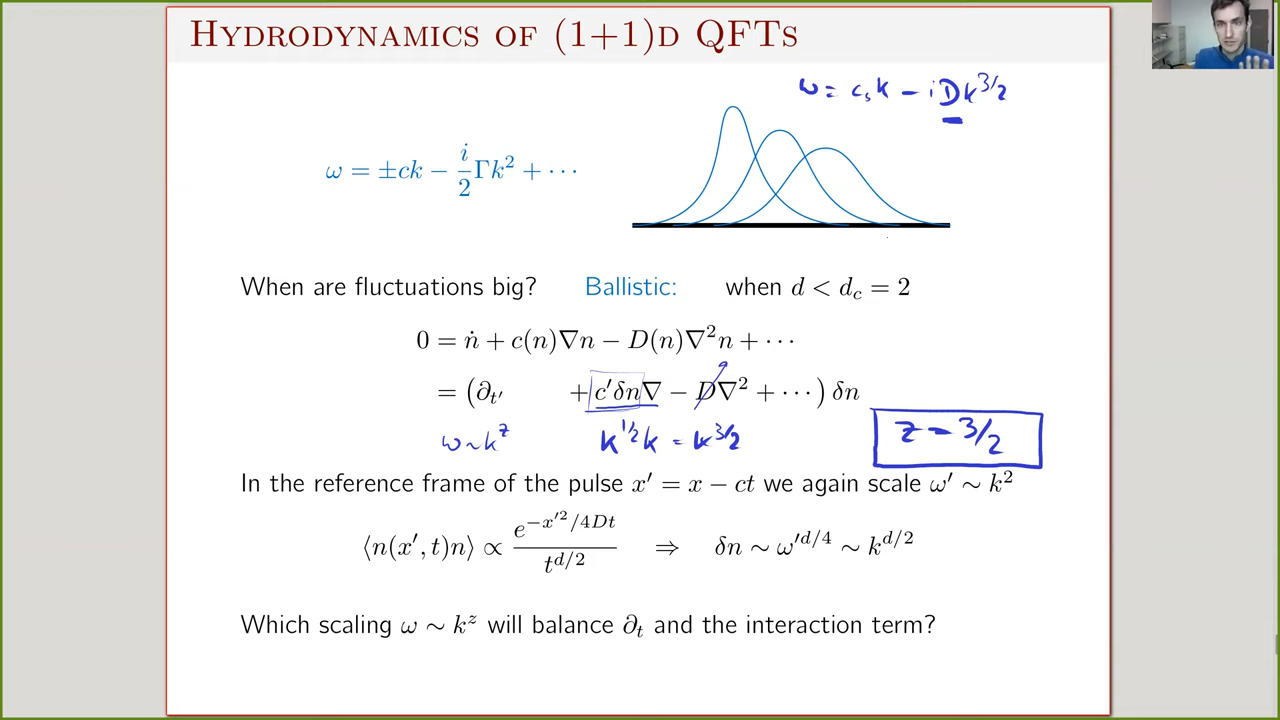 HYDRODYNAMICS OF (1+1)D QFTS
ω = c_s k − i D k^{3/2}
ω = ±ck − \frac{i}{2}Γk² + ⋯
When are fluctuations big? Ballistic: when d < d_c = 2
0 = ṅ + c(n)∇n − D(n)∇²n + ⋯
= (∂_{t′} + c′δn∇ − D∇² + ⋯) δn
ω ~ k^z k^{1/2} k = k^{3/2} z = 3/2
In the reference frame of the pulse x′ = x − ct we again scale ω′ ∼ k²
⟨n(x′, t)n⟩ ∝ \frac{e^{−x′²/4Dt}}{t^{d/2}} ⇒ δn ∼ ω′^{d/4} ∼ k^{d/2}
Which scaling ω ∼ k^z will balance ∂_t and the interaction term?